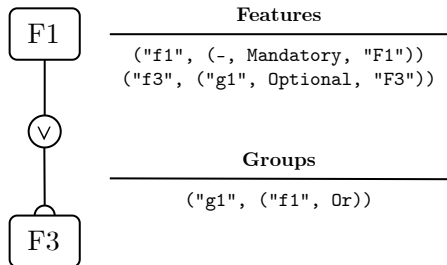 F1
∨
F3
Features
("f1", (-, Mandatory, "F1"))
("f3", ("g1", Optional, "F3"))
Groups
("g1", ("f1", Or))